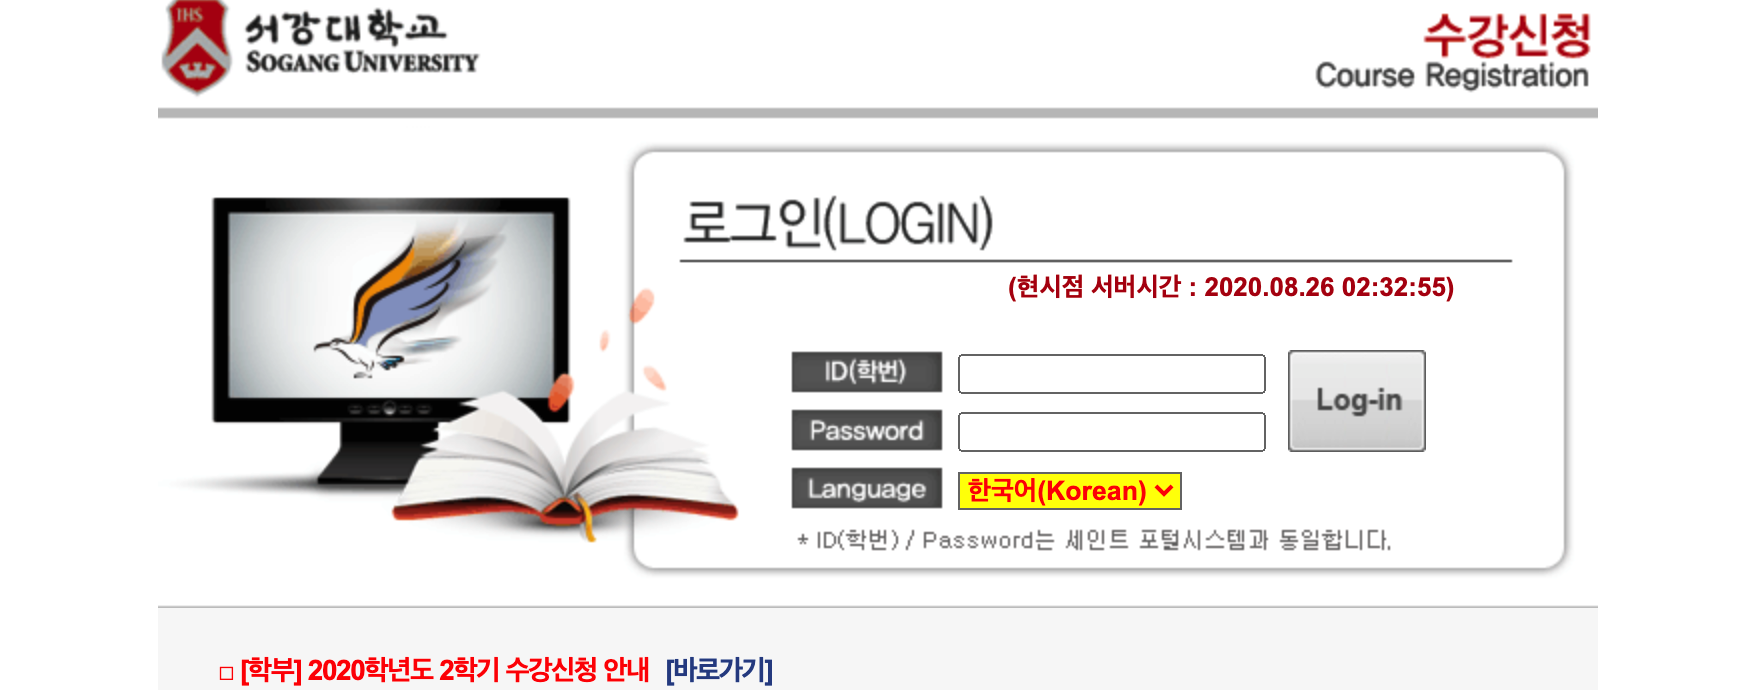 IHS
서강대학교
SOGANG UNIVERSITY
수강신청
Course Registration
로그인(LOGIN)
(현시점 서버시간 : 2020.08.26 02:32:55)
ID(학번)
Log-in
Password
Language 한국어(Korean)
* ID(학번) / Password는 세인트 포털시스템과 동일합니다.
□ [학부] 2020학년도 2학기 수강신청 안내 [바로가기]